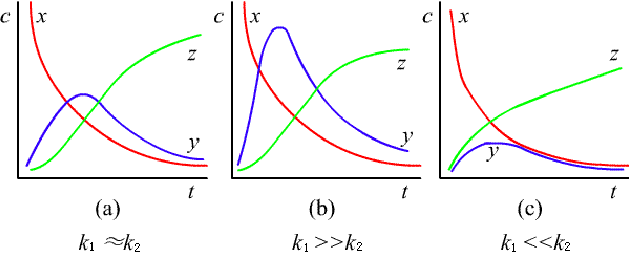 c x z y t
c x z y t
c x z y t
(a) (b) (c)
k₁ ≈k₂ k₁>>k₂ k₁<<k₂